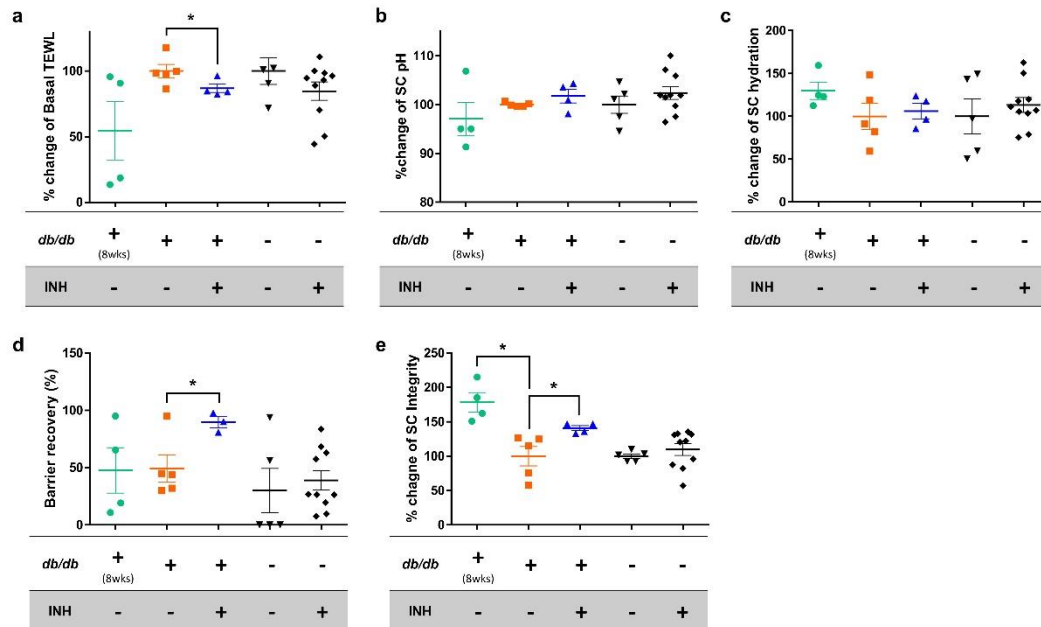 a
% change of Basal TEWL
100
50
0
*
db/db + + + - -
(8wks)
INH - - + - +
b
%change of SC pH
110
100
90
80
db/db + + + - -
(8wks)
INH - - + - +
c
% change of SC hydration
200
150
100
50
0
db/db + + + - -
(8wks)
INH - - + - +
d
Barrier recovery (%)
150
100
50
0
*
db/db + + + - -
(8wks)
INH - - + - +
e
% chagne of SC Integrity
250
200
150
100
50
0
*
*
db/db + + + - -
(8wks)
INH - - + - +